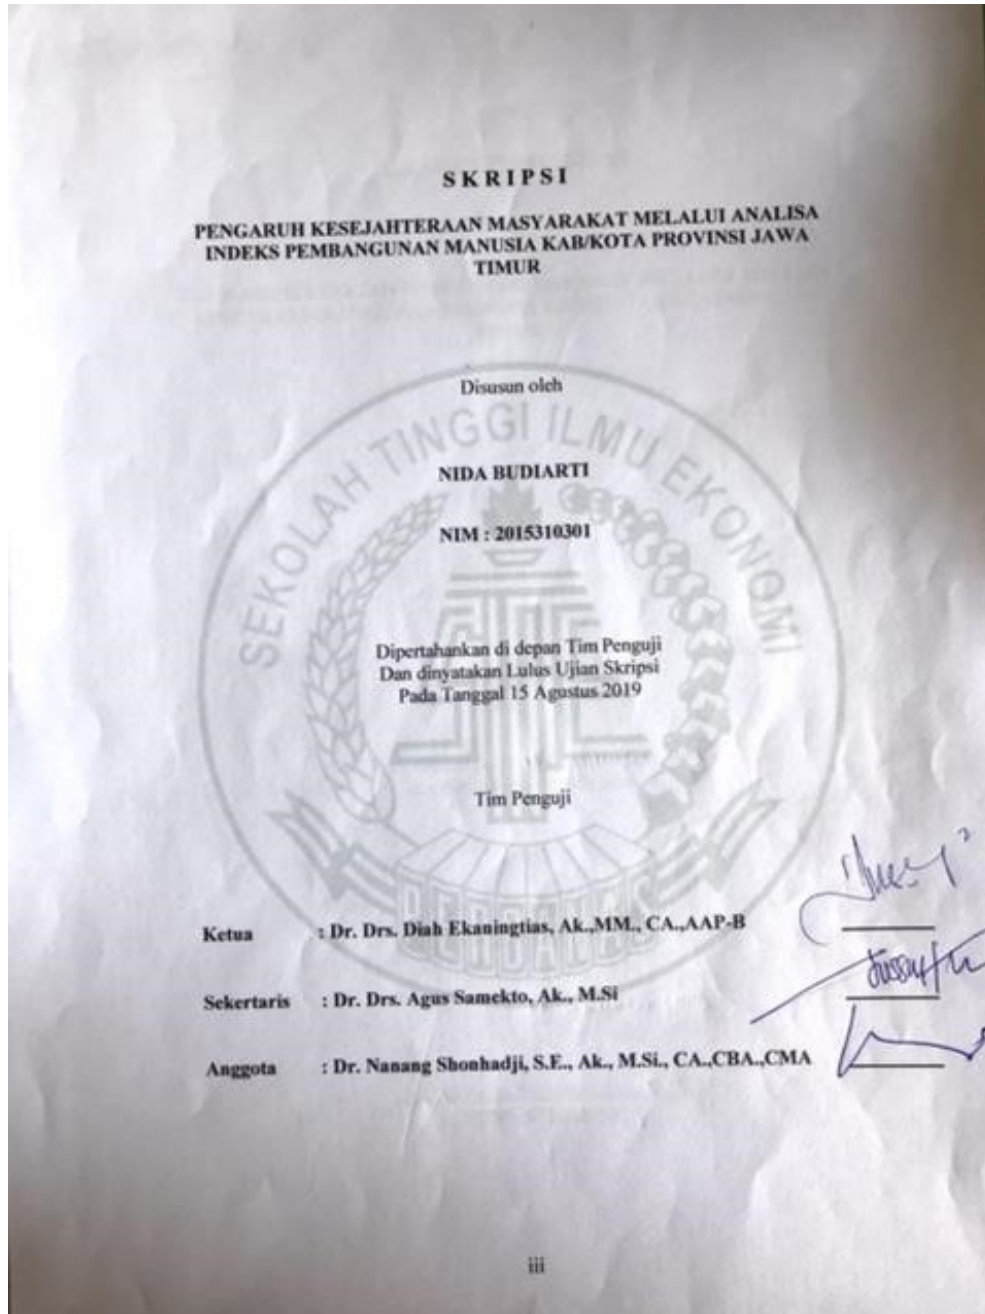 SKRIPSI
PENGARUH KESEJAHTERAAN MASYARAKAT MELALUI ANALISA
INDEKS PEMBANGUNAN MANUSIA KAB/KOTA PROVINSI JAWA
TIMUR
Disusun oleh
SEKOLAH TINGGI ILMU EKONOMI
NIDA BUDIARTI
NIM : 2015310301
Dipertahankan di depan Tim Penguji
Dan dinyatakan Lulus Ujian Skripsi
Pada Tanggal 15 Agustus 2019
Tim Penguji
PERBANAS
Ketua : Dr. Drs. Diah Ekaningtias, Ak.,MM., CA.,AAP-B
SURABAYA
Sekertaris : Dr. Drs. Agus Samekto, Ak., M.Si
Anggota : Dr. Nanang Shonhadji, S.E., Ak., M.Si., CA.,CBA.,CMA
iii